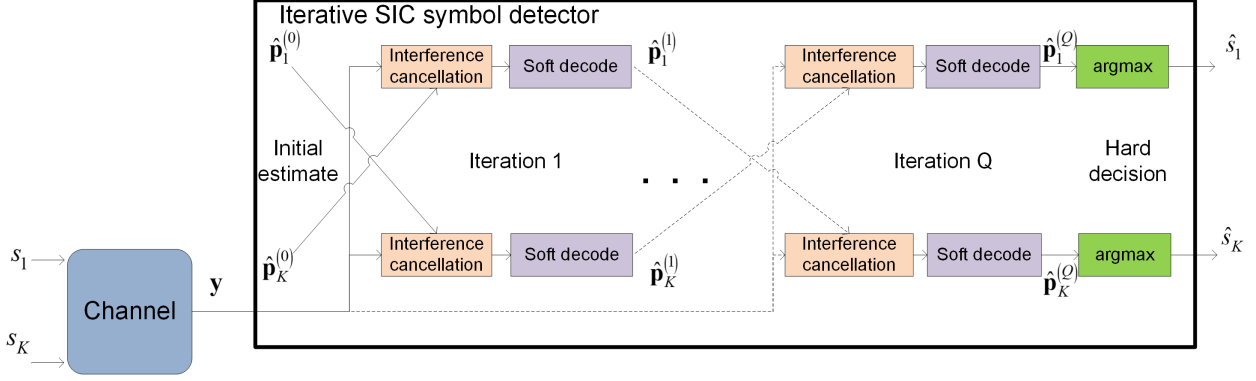 Iterative SIC symbol detector
p̂₁⁽⁰⁾
Interference
cancellation
Soft decode
p̂₁⁽¹⁾
Interference
cancellation
Soft decode
p̂₁⁽Q⁾
argmax
ŝ₁
Initial
estimate
Iteration 1
. . .
Iteration Q
Hard
decision
p̂_K⁽⁰⁾
Interference
cancellation
Soft decode
p̂_K⁽¹⁾
Interference
cancellation
Soft decode
p̂_K⁽Q⁾
argmax
ŝ_K
s₁
Channel
y
s_K